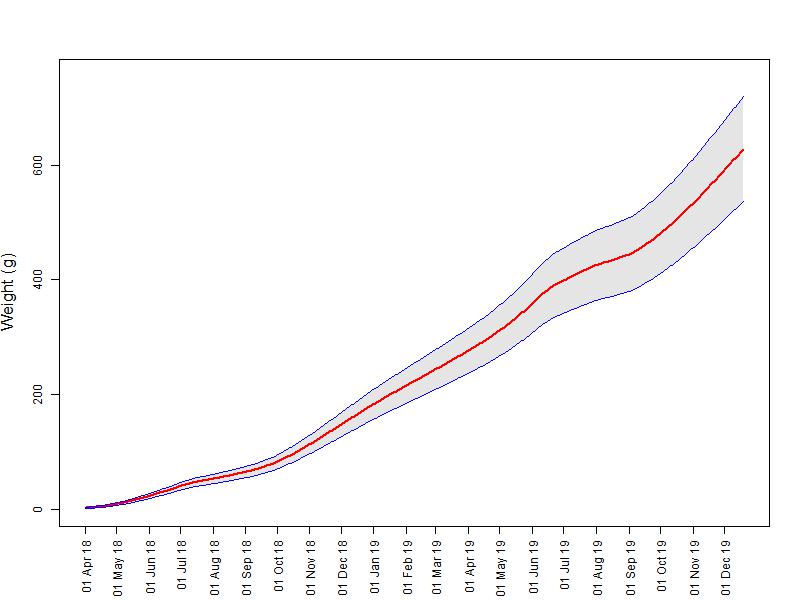 Weight (g)
600
400
200
0
01 Apr 18
01 May 18
01 Jun 18
01 Jul 18
01 Aug 18
01 Sep 18
01 Oct 18
01 Nov 18
01 Dec 18
01 Jan 19
01 Feb 19
01 Mar 19
01 Apr 19
01 May 19
01 Jun 19
01 Jul 19
01 Aug 19
01 Sep 19
01 Oct 19
01 Nov 19
01 Dec 19